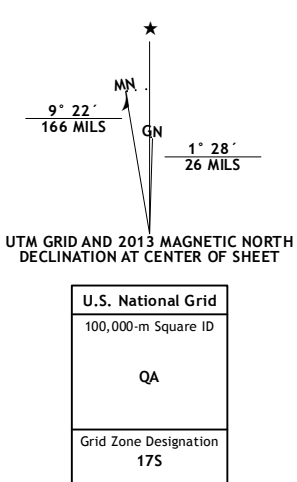 ★
MN
9° 22´
166 MILS
GN
1° 28´
26 MILS
UTM GRID AND 2013 MAGNETIC NORTH
DECLINATION AT CENTER OF SHEET
U.S. National Grid
100,000-m Square ID
QA
Grid Zone Designation
17S